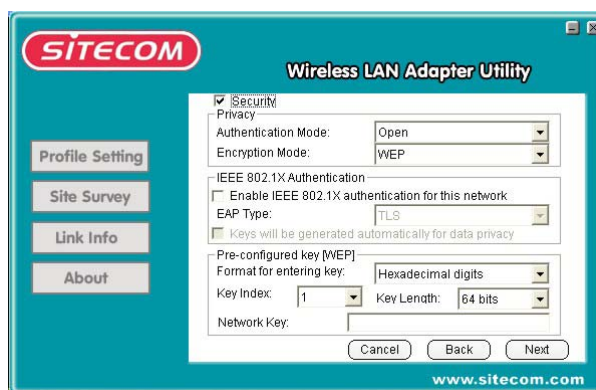 SITECOM
Wireless LAN Adapter Utility
Profile Setting
Site Survey
Link Info
About
Security
Privacy
Authentication Mode: Open
Encryption Mode: WEP
IEEE 802.1X Authentication
Enable IEEE 802.1X authentication for this network
EAP Type: TLS
Keys will be generated automatically for data privacy
Pre-configured key [WEP]
Format for entering key: Hexadecimal digits
Key Index: 1 Key Length: 64 bits
Network Key:
Cancel Back Next
www.sitecom.com